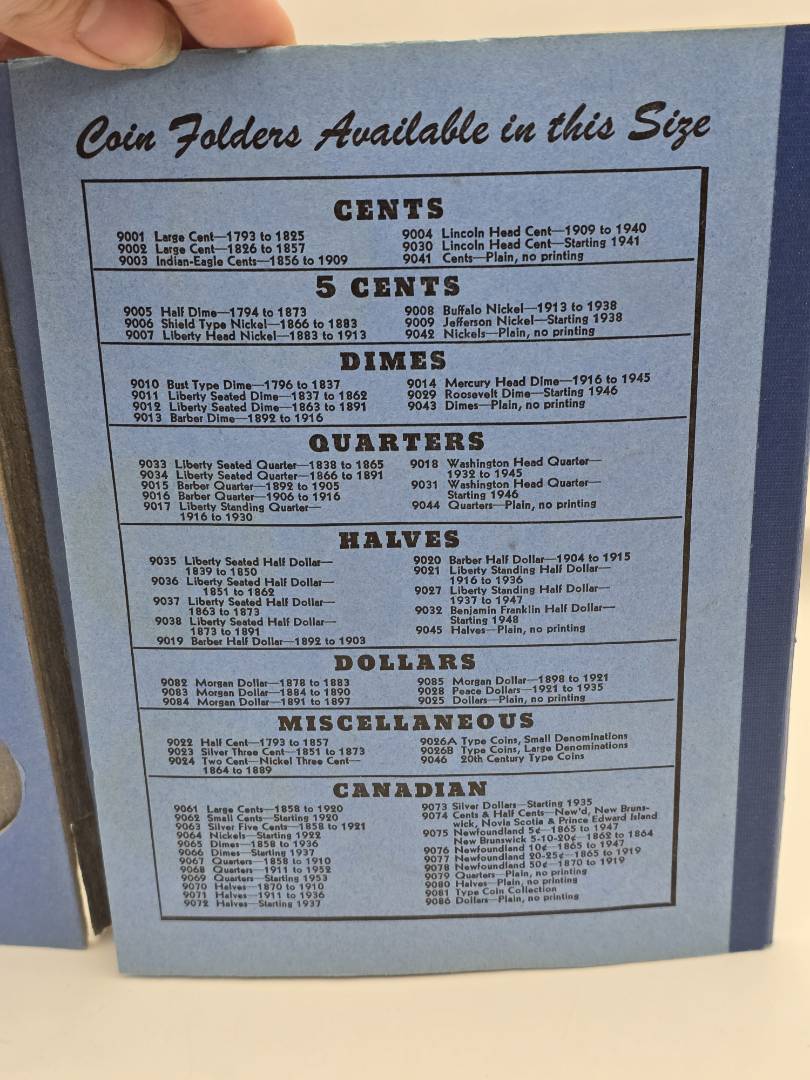 Coin Folders Available in this Size
CENTS
9001 Large Cent—1793 to 1825
9002 Large Cent—1826 to 1857
9003 Indian-Eagle Cents—1856 to 1909
9004 Lincoln Head Cent—1909 to 1940
9030 Lincoln Head Cent—Starting 1941
9041 Cents—Plain, no printing
5 CENTS
9005 Half Dime—1794 to 1873
9006 Shield Type Nickel—1866 to 1883
9007 Liberty Head Nickel—1883 to 1913
9008 Buffalo Nickel—1913 to 1938
9009 Jefferson Nickel—Starting 1938
9042 Nickels—Plain, no printing
DIMES
9010 Bust Type Dime—1796 to 1837
9011 Liberty Seated Dime—1837 to 1862
9012 Liberty Seated Dime—1863 to 1891
9013 Barber Dime—1892 to 1916
9014 Mercury Head Dime—1916 to 1945
9029 Roosevelt Dime—Starting 1946
9043 Dimes—Plain, no printing
QUARTERS
9033 Liberty Seated Quarter—1838 to 1865
9034 Liberty Seated Quarter—1866 to 1891
9015 Barber Quarter—1892 to 1905
9016 Barber Quarter—1906 to 1916
9017 Liberty Standing Quarter—
1916 to 1930
9018 Washington Head Quarter—
1932 to 1945
9031 Washington Head Quarter—
Starting 1946
9044 Quarters—Plain, no printing
HALVES
9035 Liberty Seated Half Dollar—
1839 to 1850
9036 Liberty Seated Half Dollar—
1851 to 1862
9037 Liberty Seated Half Dollar—
1863 to 1873
9038 Liberty Seated Half Dollar—
1873 to 1891
9019 Barber Half Dollar—1892 to 1903
9020 Barber Half Dollar—1904 to 1915
9021 Liberty Standing Half Dollar—
1916 to 1936
9027 Liberty Standing Half Dollar—
1937 to 1947
9032 Benjamin Franklin Half Dollar—
Starting 1948
9045 Halves—Plain, no printing
DOLLARS
9082 Morgan Dollar—1878 to 1883
9083 Morgan Dollar—1884 to 1890
9084 Morgan Dollar—1891 to 1897
9085 Morgan Dollar—1898 to 1921
9028 Peace Dollars—1921 to 1935
9025 Dollars—Plain, no printing
MISCELLANEOUS
9022 Half Cent—1793 to 1857
9023 Silver Three Cent—1851 to 1873
9024 Two Cent—Nickel Three Cent—
1864 to 1889
9026A Type Coins, Small Denominations
9026B Type Coins, Large Denominations
9046 20th Century Type Coins
CANADIAN
9061 Large Cents—1858 to 1920
9062 Small Cents—Starting 1920
9063 Silver Five Cents—1858 to 1921
9064 Nickels—Starting 1922
9065 Dimes—1858 to 1936
9066 Dimes—Starting 1937
9067 Quarters—1858 to 1910
9068 Quarters—1911 to 1952
9069 Quarters—Starting 1953
9070 Halves—1870 to 1910
9071 Halves—1911 to 1936
9072 Halves—Starting 1937
9073 Silver Dollars—Starting 1935
9074 Cents & Half Cents—New'd, New Bruns-
wick, Novia Scotia & Prince Edward Island
9075 Newfoundland 5¢—1865 to 1947
New Brunswick 5-10-20¢—1862 to 1864
9076 Newfoundland 10¢—1865 to 1947
9077 Newfoundland 20-25¢—1865 to 1919
9078 Newfoundland 50¢—1870 to 1919
9079 Quarters—Plain, no printing
9080 Halves—Plain, no printing
9081 Type Coin Collection
9086 Dollars—Plain, no printing